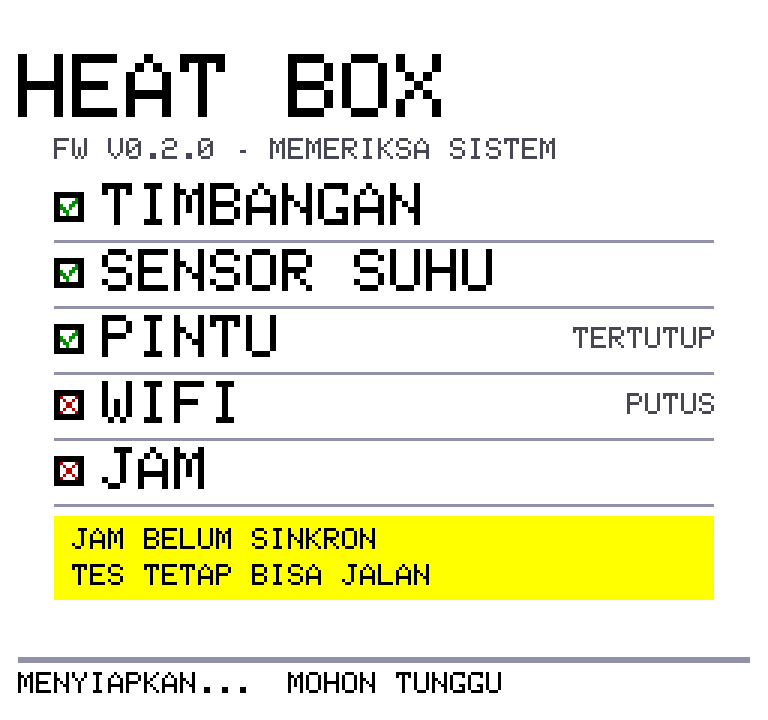 HEAT BOX
FW V0.2.0 - MEMERIKSA SISTEM
TIMBANGAN
SENSOR SUHU
PINTU TERTUTUP
WIFI PUTUS
JAM
JAM BELUM SINKRON
TES TETAP BISA JALAN
MENYIAPKAN... MOHON TUNGGU